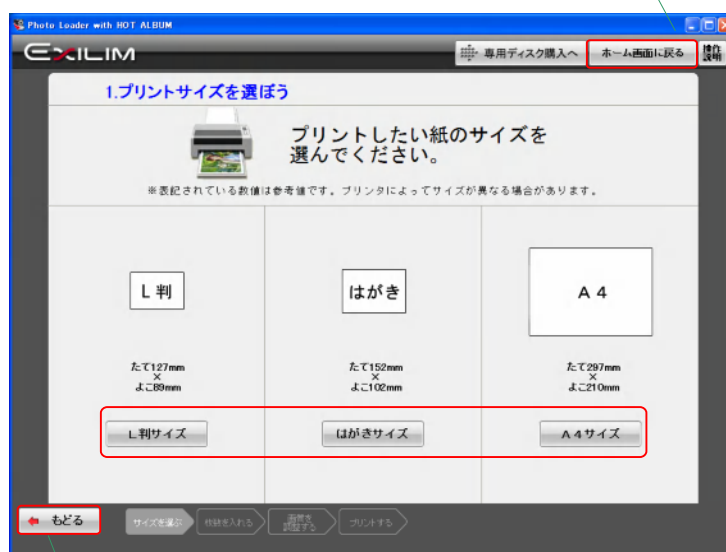 Photo Loader with HOT ALBUM
EXILIM
専用ディスク購入へ
ホーム画面に戻る
操作
説明
1.プリントサイズを選ぼう
プリントしたい紙のサイズを
選んでください。
※表記されている数値は参考値です。プリンタによってサイズが異なる場合があります。
L判
はがき
A4
たて127mm
×
よこ89mm
たて152mm
×
よこ102mm
たて297mm
×
よこ210mm
L判サイズ
はがきサイズ
A4サイズ
もどる
サイズを選ぶ
用紙を入れる
画質を
調整する
プリントする